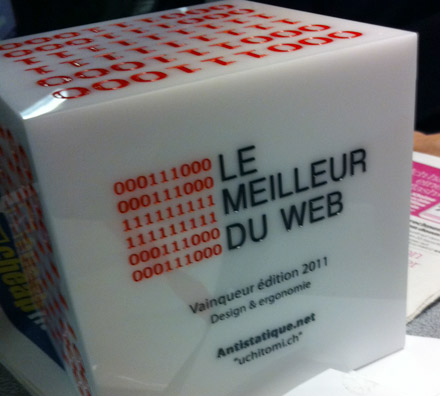 000111000
000111000
111111111
111111111
000111000
000111000
LE
MEILLEUR
DU WEB
Vainqueur édition 2011
Design & ergonomie
Antistatique.net
"uchitomi.ch"